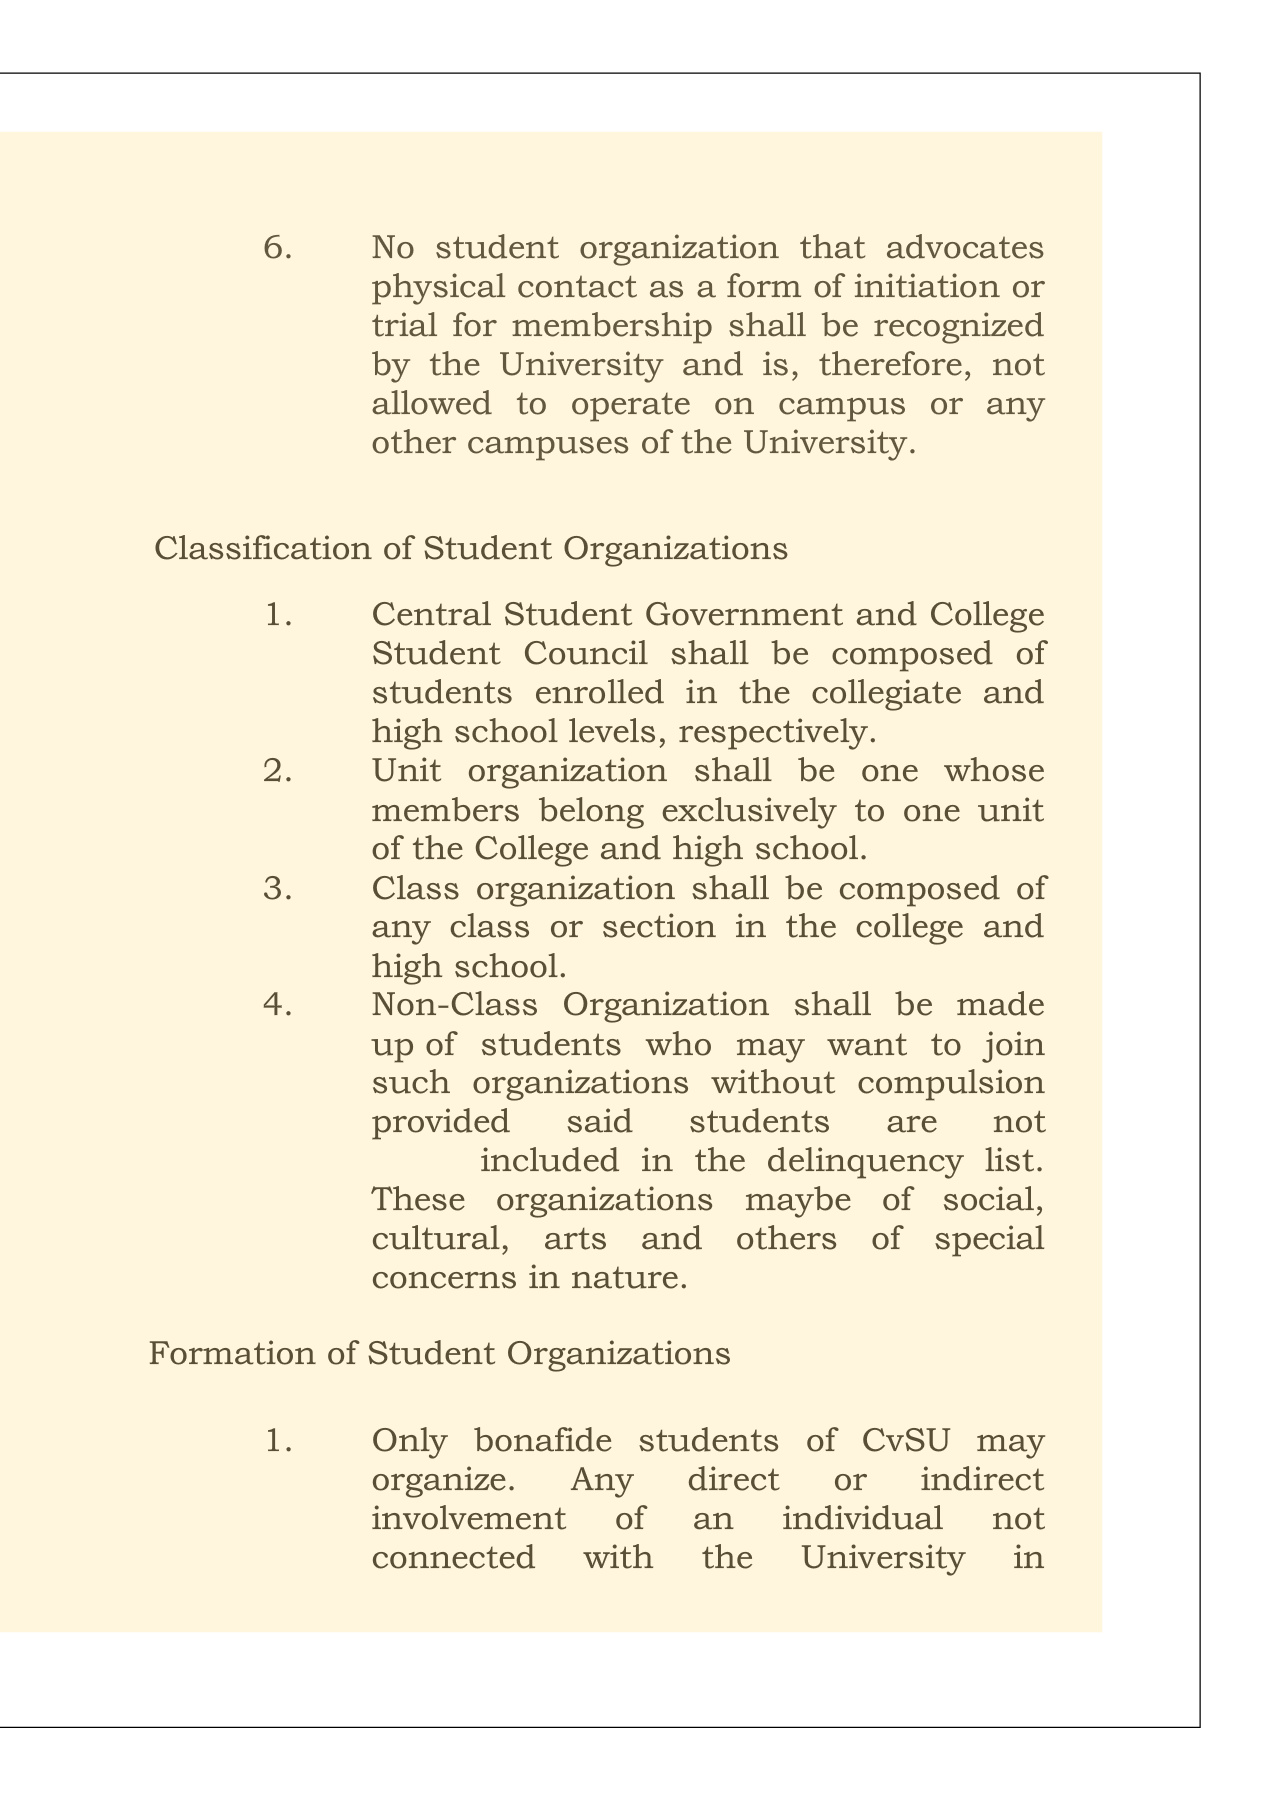 6. No student organization that advocates
physical contact as a form of initiation or
trial for membership shall be recognized
by the University and is, therefore, not
allowed to operate on campus or any
other campuses of the University.
Classification of Student Organizations
1. Central Student Government and College
Student Council shall be composed of
students enrolled in the collegiate and
high school levels, respectively.
2. Unit organization shall be one whose
members belong exclusively to one unit
of the College and high school.
3. Class organization shall be composed of
any class or section in the college and
high school.
4. Non-Class Organization shall be made
up of students who may want to join
such organizations without compulsion
provided said students are not
included in the delinquency list.
These organizations maybe of social,
cultural, arts and others of special
concerns in nature.
Formation of Student Organizations
1. Only bonafide students of CvSU may
organize. Any direct or indirect
involvement of an individual not
connected with the University in